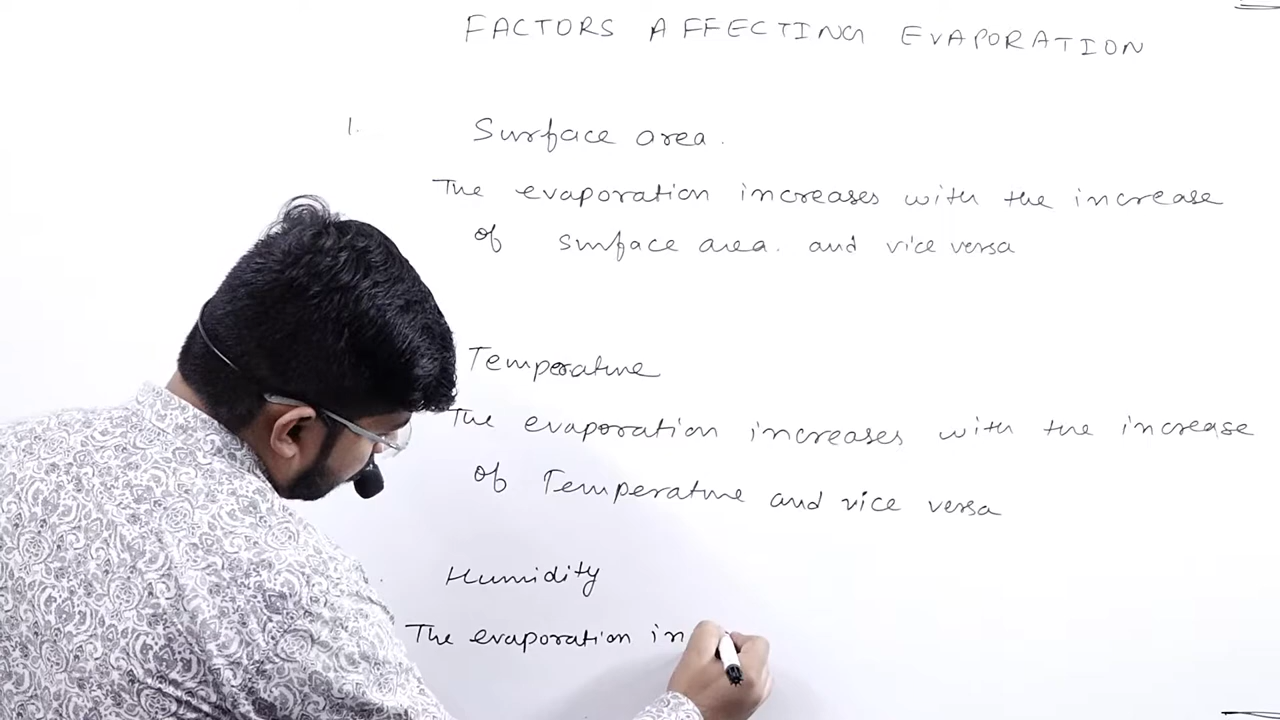 FACTORS AFFECTING EVAPORATION
1. Surface area.
The evaporation increases with the increase
of surface area. and vice versa
Temperature
The evaporation increases with the increase
of Temperature and vice versa
Humidity
The evaporation in